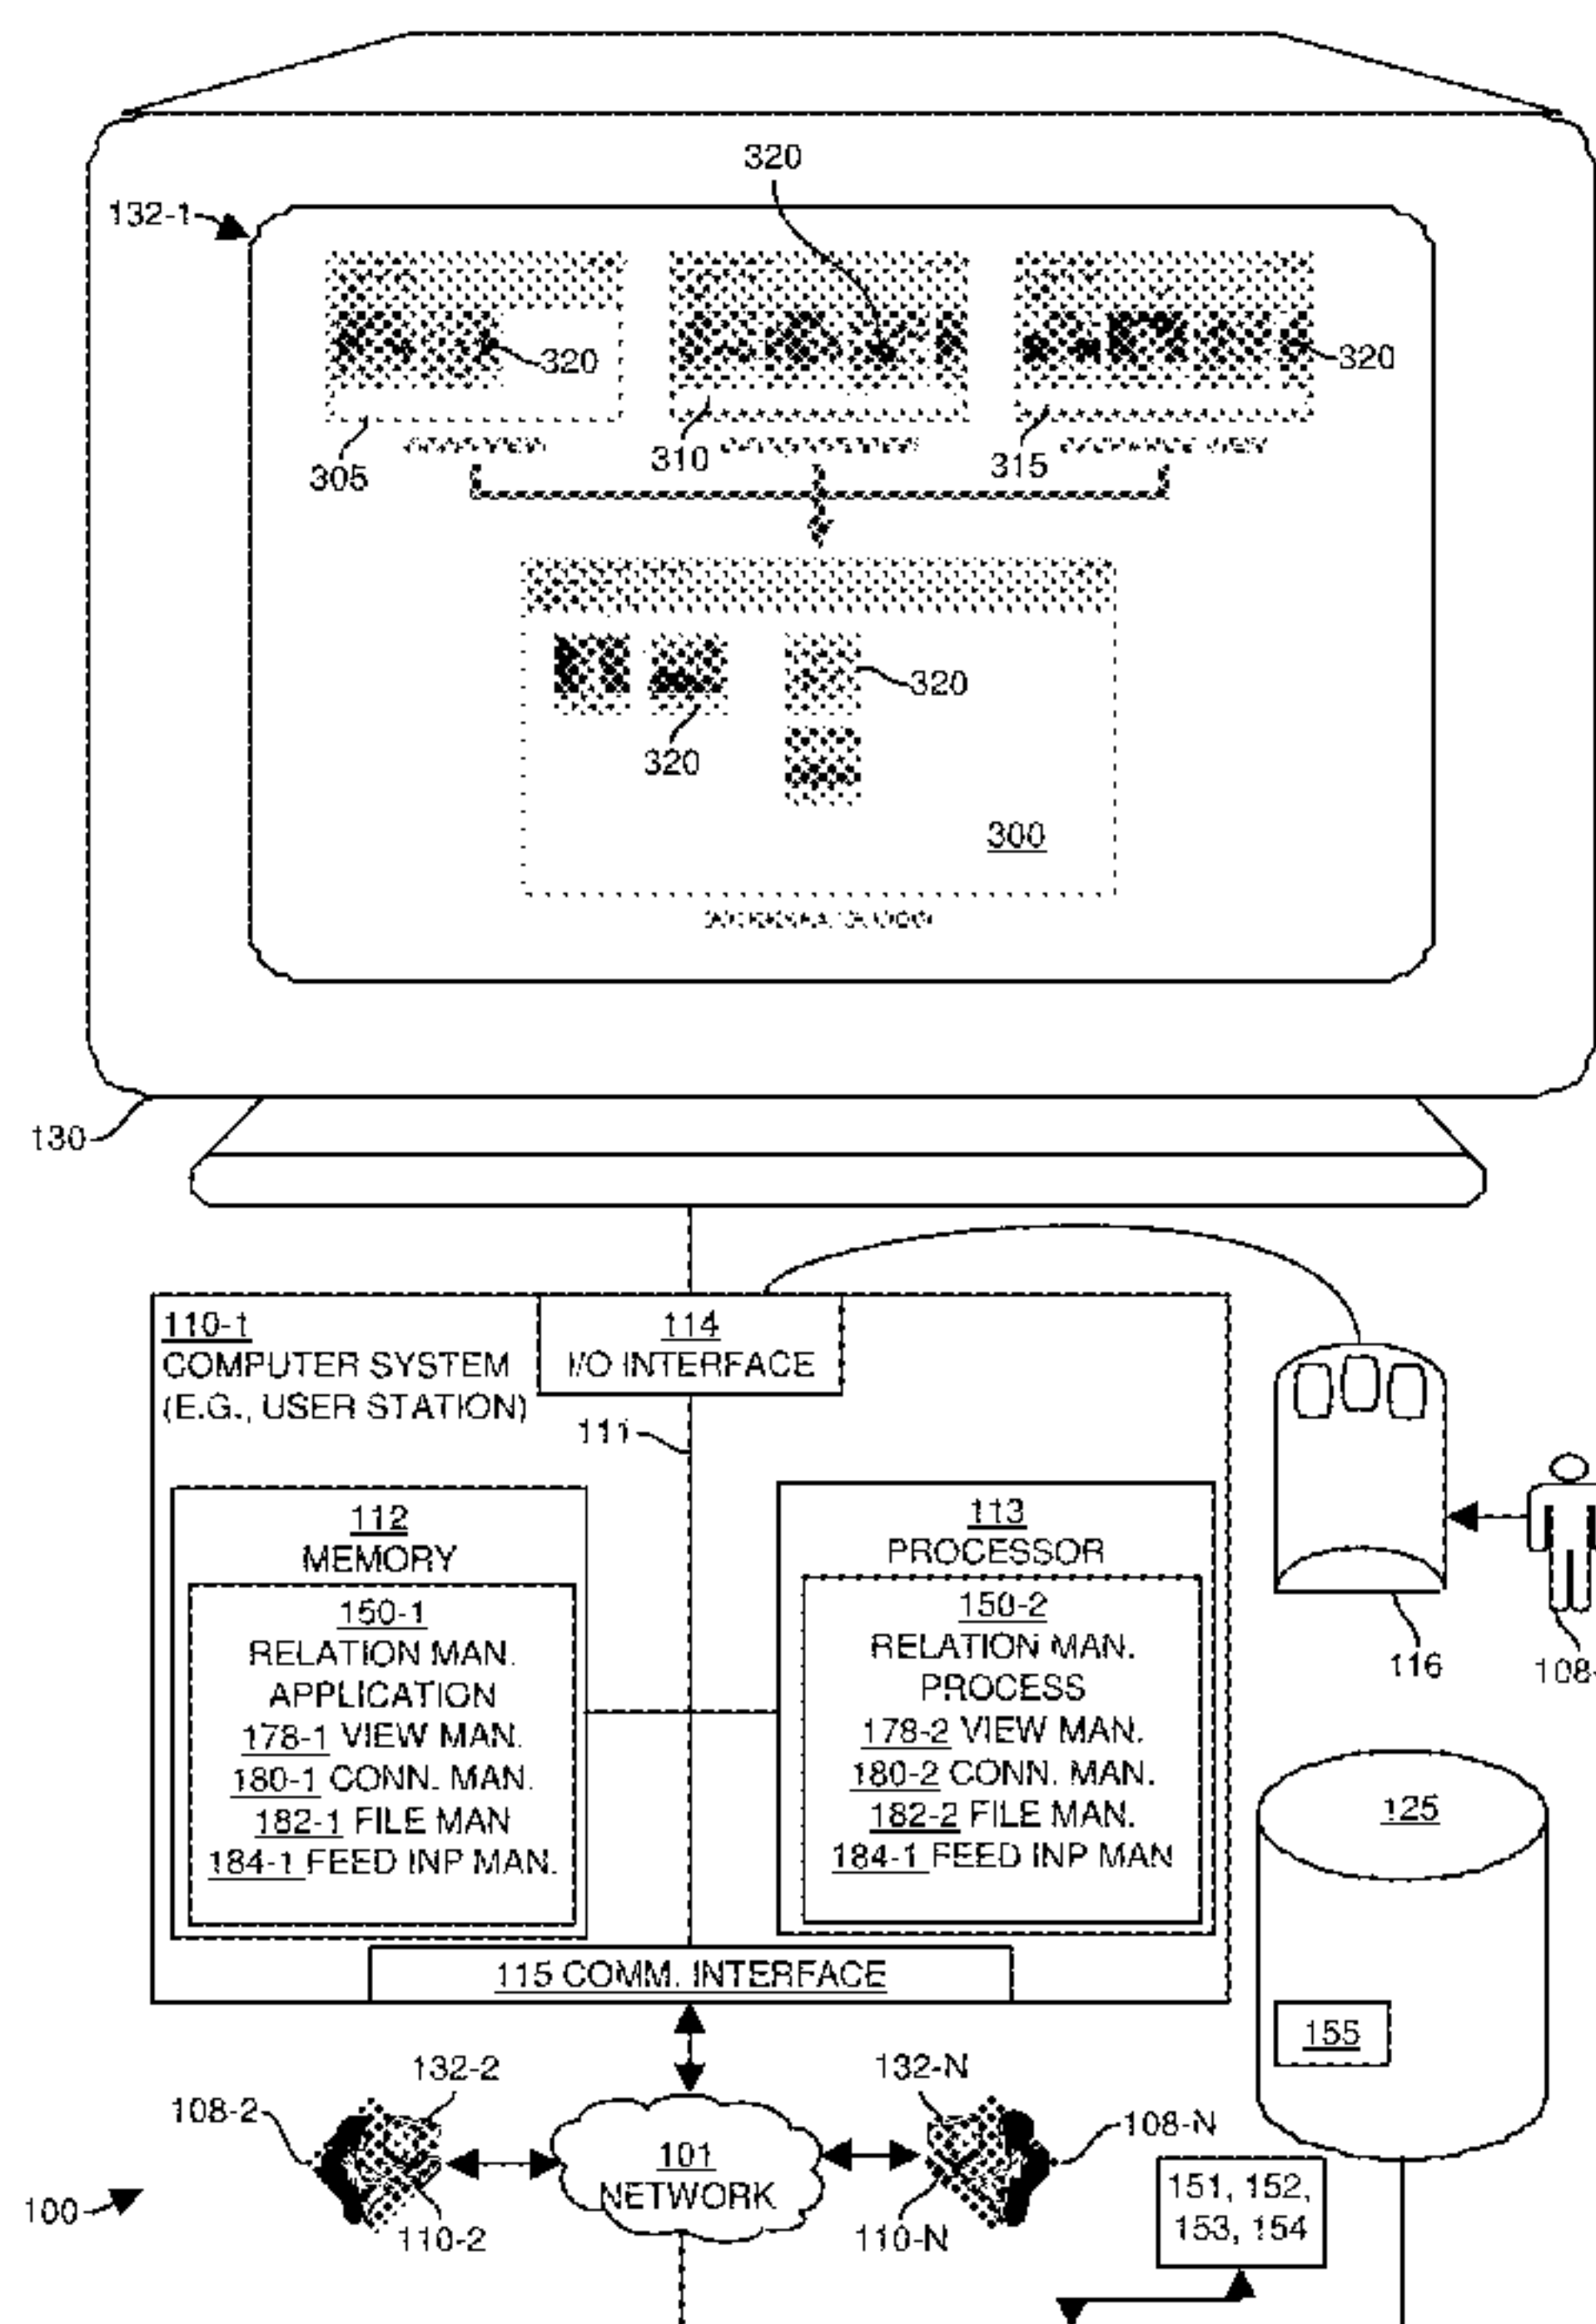 320
132-1
320
320
305
310
315
320
320
300
130
110-1
COMPUTER SYSTEM
(E.G., USER STATION)
114
I/O INTERFACE
111
112
MEMORY
150-1
RELATION MAN.
APPLICATION
178-1 VIEW MAN.
180-1 CONN. MAN.
182-1 FILE MAN
184-1 FEED INP MAN.
113
PROCESSOR
150-2
RELATION MAN.
PROCESS
178-2 VIEW MAN.
180-2 CONN. MAN.
182-2 FILE MAN.
184-1 FEED INP MAN
116
108-
125
155
115 COMM. INTERFACE
108-2
132-2
110-2
101
NETWORK
132-N
108-N
110-N
151, 152,
153, 154
100